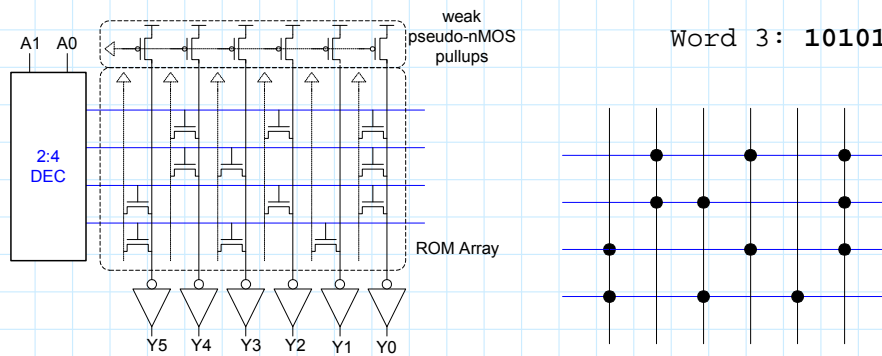 weak
pseudo-nMOS
pullups
Word 3: 10101
A1 A0
2:4
DEC
ROM Array
Y5 Y4 Y3 Y2 Y1 Y0